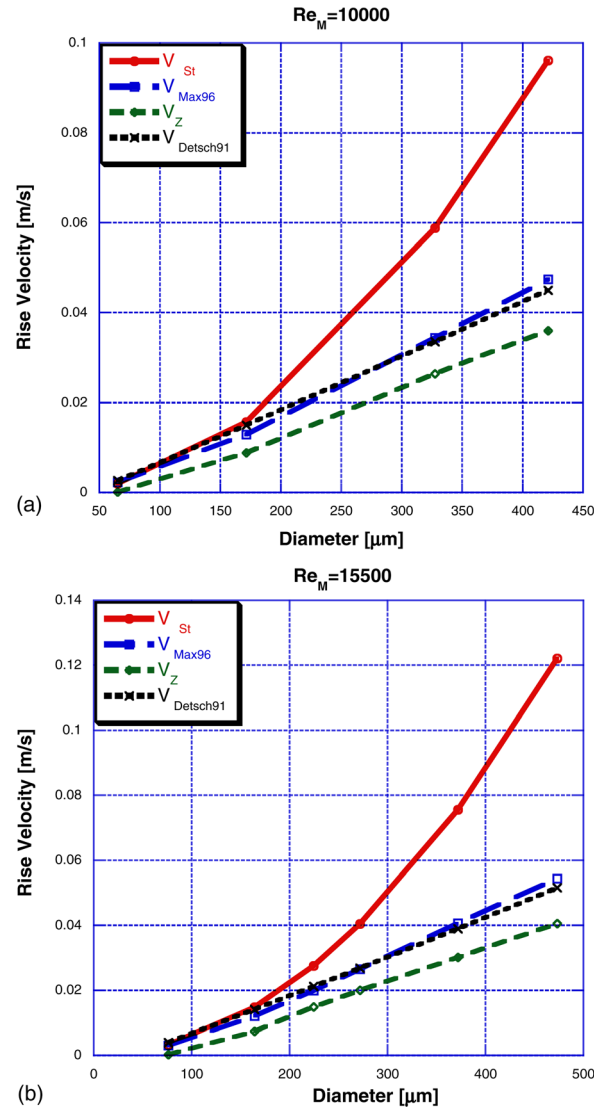 Re_M=10000
0.1
0.08
0.06
0.04
0.02
0
Rise Velocity [m/s]
V_St
V_Max96
V_Z
V_Detsch91
50 100 150 200 250 300 350 400 450
(a)
Diameter [µm]
Re_M=15500
0.14
0.12
0.1
0.08
0.06
0.04
0.02
0
Rise Velocity [m/s]
V_St
V_Max96
V_Z
V_Detsch91
0 100 200 300 400 500
(b)
Diameter [µm]